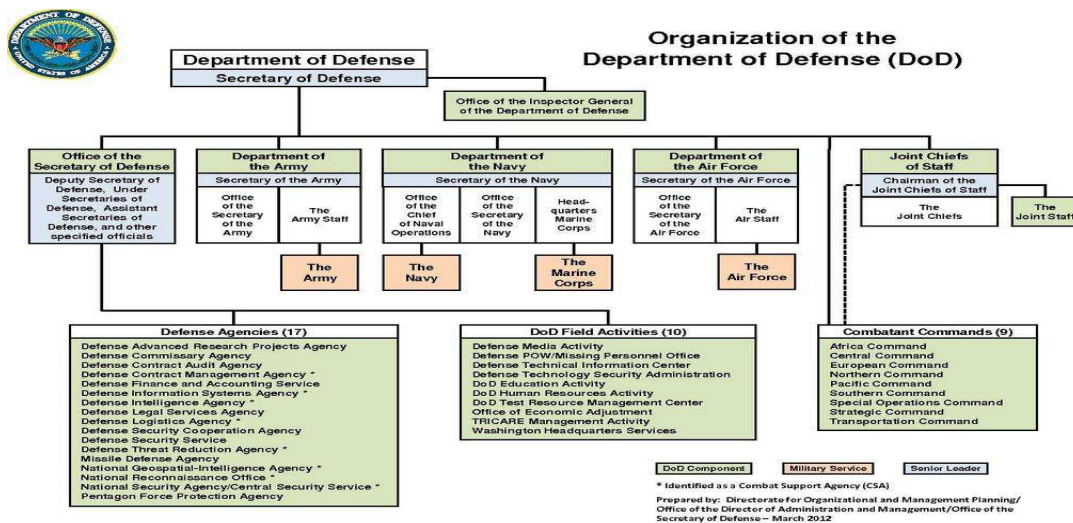 DEPARTMENT OF DEFENSE
UNITED STATES OF AMERICA
Organization of the
Department of Defense (DoD)
Department of Defense
Secretary of Defense
Office of the Inspector General
of the Department of Defense
Office of the
Secretary of Defense
Deputy Secretary of
Defense, Under
Secretaries of
Defense, Assistant
Secretaries of
Defense, and other
specified officials
Department of
the Army
Secretary of the Army
Office
of the
Secretary
of the
Army
The
Army Staff
The
Army
Department of
the Navy
Secretary of the Navy
Office
of the
Chief
of Naval
Operations
Office
of the
Secretary
of the
Navy
Head-
quarters
Marine
Corps
The
Navy
The
Marine
Corps
Department of
the Air Force
Secretary of the Air Force
Office
of the
Secretary
of the
Air Force
The
Air Staff
The
Air Force
Joint Chiefs
of Staff
Chairman of the
Joint Chiefs of Staff
The
Joint Chiefs
The
Joint Staff
Defense Agencies (17)
Defense Advanced Research Projects Agency
Defense Commissary Agency
Defense Contract Audit Agency
Defense Contract Management Agency *
Defense Finance and Accounting Service
Defense Information Systems Agency *
Defense Intelligence Agency *
Defense Legal Services Agency
Defense Logistics Agency *
Defense Security Cooperation Agency
Defense Security Service
Defense Threat Reduction Agency *
Missile Defense Agency
National Geospatial-Intelligence Agency *
National Reconnaissance Office *
National Security Agency/Central Security Service *
Pentagon Force Protection Agency
DoD Field Activities (10)
Defense Media Activity
Defense POW/Missing Personnel Office
Defense Technical Information Center
Defense Technology Security Administration
DoD Education Activity
DoD Human Resources Activity
DoD Test Resource Management Center
Office of Economic Adjustment
TRICARE Management Activity
Washington Headquarters Services
Combatant Commands (9)
Africa Command
Central Command
European Command
Northern Command
Pacific Command
Southern Command
Special Operations Command
Strategic Command
Transportation Command
DoD Component
Military Service
Senior Leader
* Identified as a Combat Support Agency (CSA)
Prepared by: Directorate for Organizational and Management Planning/
Office of the Director of Administration and Management/Office of the
Secretary of Defense – March 2012